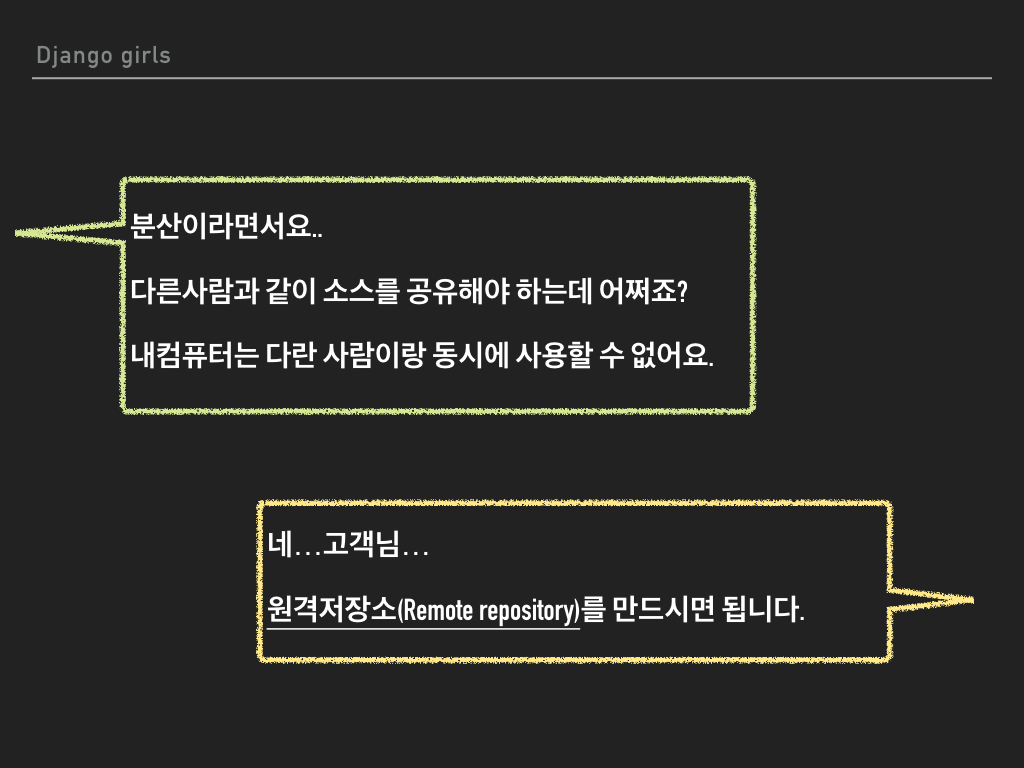 Django girls
분산이라면서요..
다른사람과 같이 소스를 공유해야 하는데 어쩌죠?
내컴퓨터는 다란 사람이랑 동시에 사용할 수 없어요.
네...고객님...
원격저장소(Remote repository)를 만드시면 됩니다.